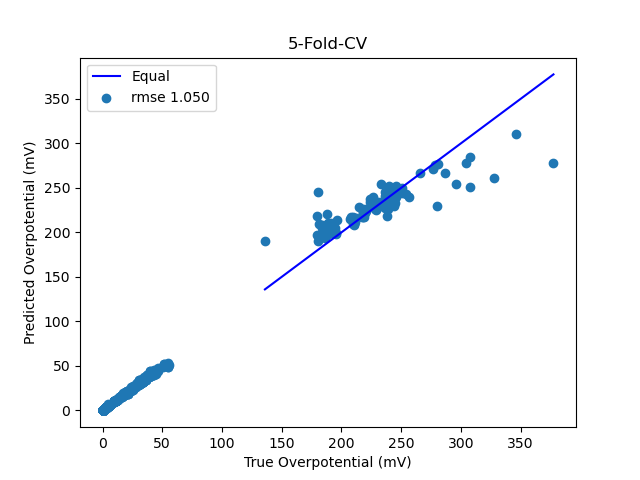 5-Fold-CV
Equal
rmse 1.050
Predicted Overpotential (mV)
350
300
250
200
150
100
50
0
0 50 100 150 200 250 300 350
True Overpotential (mV)